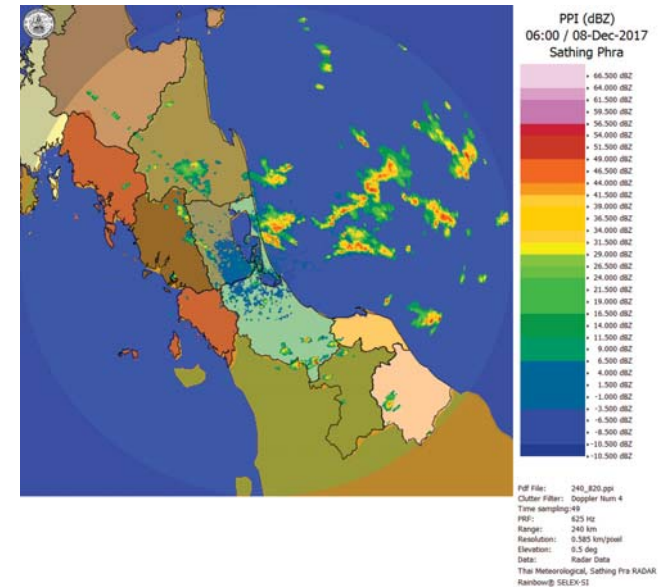 PPI (dBZ)
06:00 / 08-Dec-2017
Sathing Phra
66.500 dBZ
64.000 dBZ
61.500 dBZ
59.000 dBZ
56.500 dBZ
54.000 dBZ
51.500 dBZ
49.000 dBZ
46.500 dBZ
44.000 dBZ
41.500 dBZ
39.000 dBZ
36.500 dBZ
34.000 dBZ
31.500 dBZ
29.000 dBZ
26.500 dBZ
24.000 dBZ
21.500 dBZ
19.000 dBZ
16.500 dBZ
14.000 dBZ
11.500 dBZ
9.000 dBZ
6.500 dBZ
4.000 dBZ
1.500 dBZ
-1.000 dBZ
-3.500 dBZ
-6.500 dBZ
-8.500 dBZ
-10.500 dBZ
-10.500 dBZ
Pdf File: 240_820.ppi
Clutter Filter: Doppler Num 4
Time sampling:49
PRF: 625 Hz
Range: 240 km
Resolution: 0.585 km/pixel
Elevation: 0.5 deg
Data: Radar Data
Thai Meteorological, Sathing Pra RADAR
Rainbow® SELEX-SI